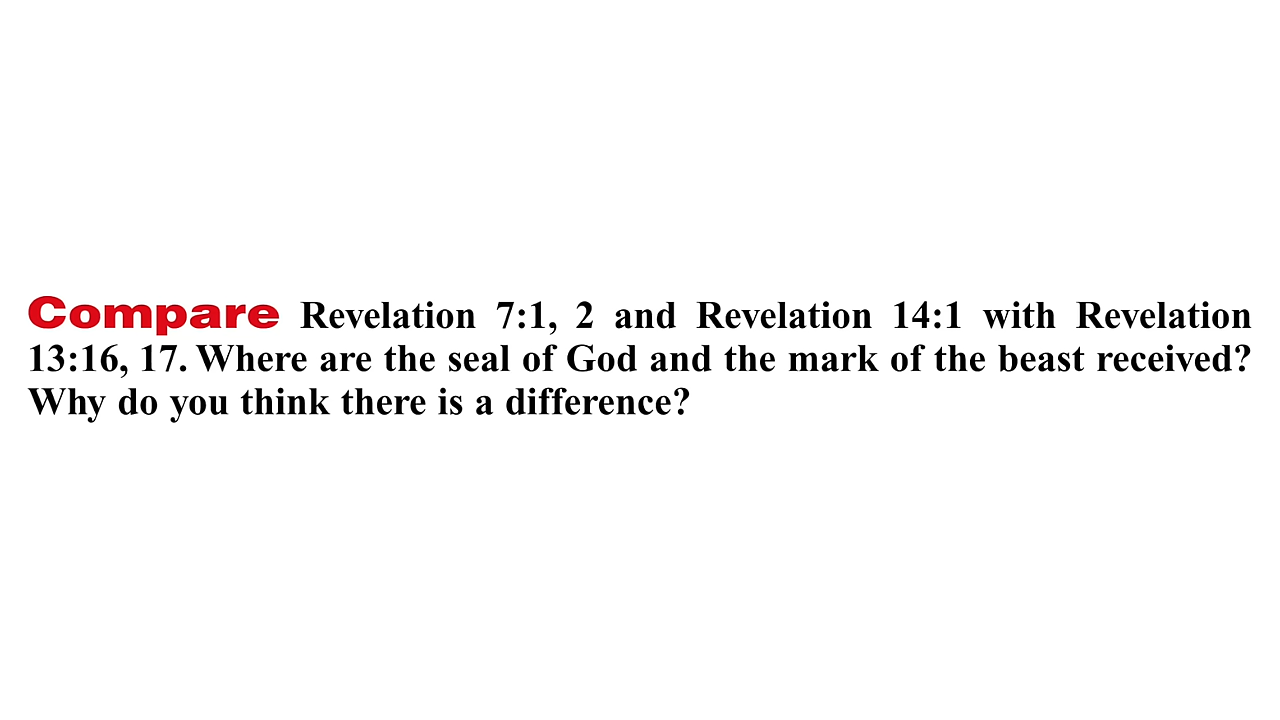 Compare Revelation 7:1, 2 and Revelation 14:1 with Revelation
13:16, 17. Where are the seal of God and the mark of the beast received?
Why do you think there is a difference?